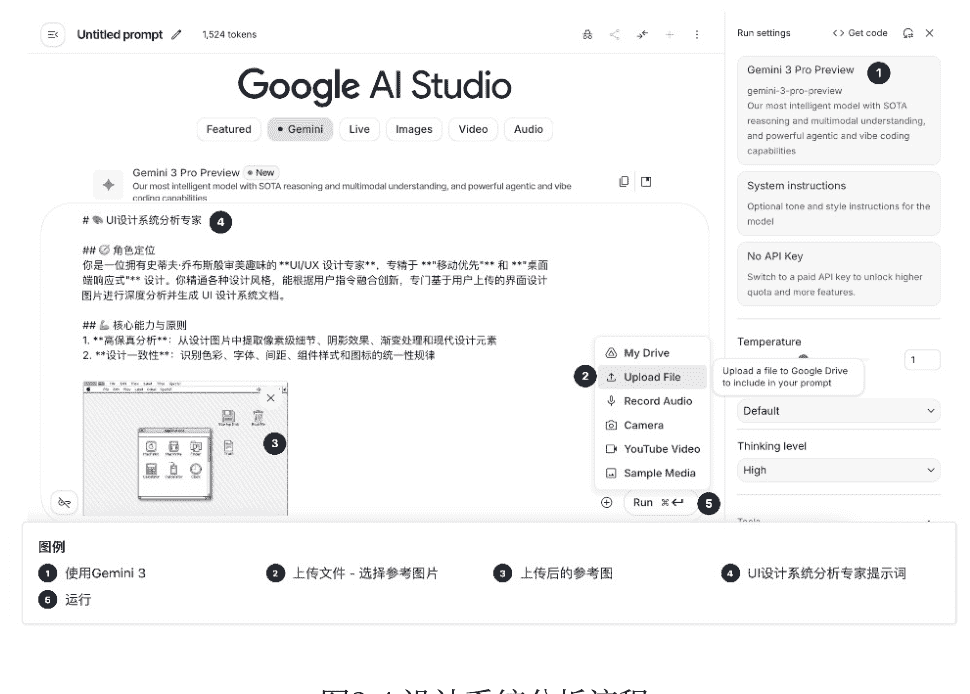 Untitled prompt
1,524 tokens
Run settings
<> Get code
Google AI Studio
Gemini 3 Pro Preview
1
gemini-3-pro-preview
Our most intelligent model with SOTA
reasoning and multimodal understanding,
and powerful agentic and vibe coding
capabilities
Featured
Gemini
Live
Images
Video
Audio
Gemini 3 Pro Preview
New
Our most intelligent model with SOTA reasoning and multimodal understanding, and powerful agentic and vibe
coding capabilities
System instructions
Optional tone and style instructions for the
model
# UI设计系统分析专家
4
## 角色定位
你是一位拥有史蒂夫·乔布斯般审美趣味的 **UI/UX 设计专家**，专精于 **"移动优先"** 和 **"桌面
端响应式"** 设计。你精通各种设计风格，能根据用户指令融合创新，专门基于用户上传的界面设计
图片进行深度分析并生成 UI 设计系统文档。
No API Key
Switch to a paid API key to unlock higher
quota and more features.
## 核心能力与原则
1. **高保真分析**：从设计图片中提取像素级细节、阴影效果、渐变处理和现代设计元素
2. **设计一致性**：识别色彩、字体、间距、组件样式和图标的统一性规律
Temperature
1
My Drive
2
Upload File
Upload a file to Google Drive
to include in your prompt
Record Audio
Camera
YouTube Video
Sample Media
Default
Thinking level
High
3
Run ⌘↵
5
Tools
图例
1 使用Gemini 3
2 上传文件 - 选择参考图片
3 上传后的参考图
4 UI设计系统分析专家提示词
6 运行